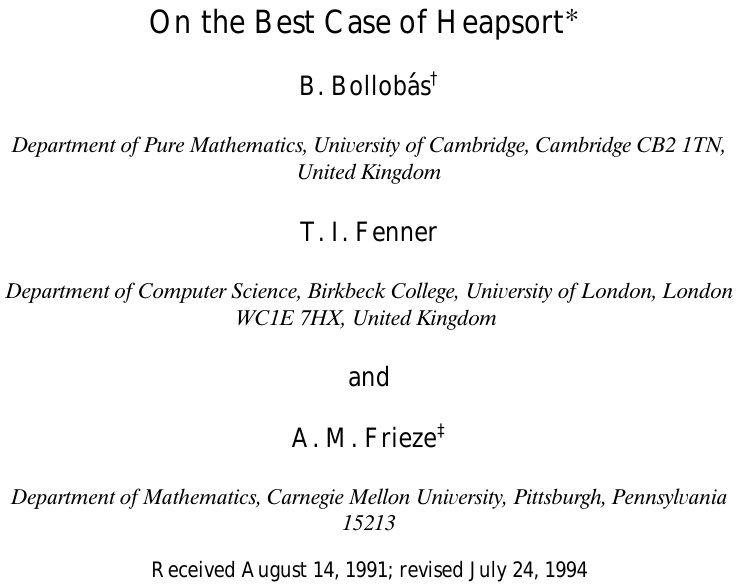 On the Best Case of Heapsort*
B. Bollobás†
Department of Pure Mathematics, University of Cambridge, Cambridge CB2 1TN,
United Kingdom
T. I. Fenner
Department of Computer Science, Birkbeck College, University of London, London
WC1E 7HX, United Kingdom
and
A. M. Frieze‡
Department of Mathematics, Carnegie Mellon University, Pittsburgh, Pennsylvania
15213
Received August 14, 1991; revised July 24, 1994